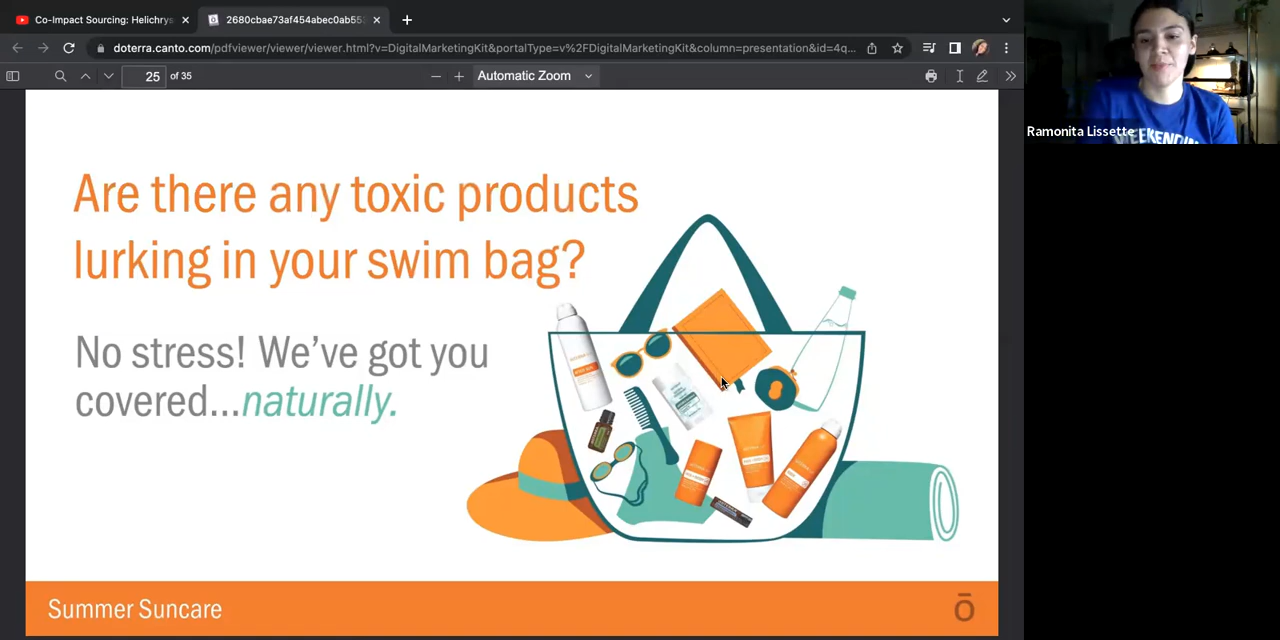 Co-Impact Sourcing: Helichrys
2680cbae73af454abec0ab553
doterra.canto.com/pdfviewer/viewer/viewer.html?v=DigitalMarketingKit&portalType=v%2FDigitalMarketingKit&column=presentation&id=4q...
25 of 35
Automatic Zoom
Ramonita Lissette
WEEKENDING
Are there any toxic products
lurking in your swim bag?
No stress! We've got you
covered...naturally.
Summer Suncare